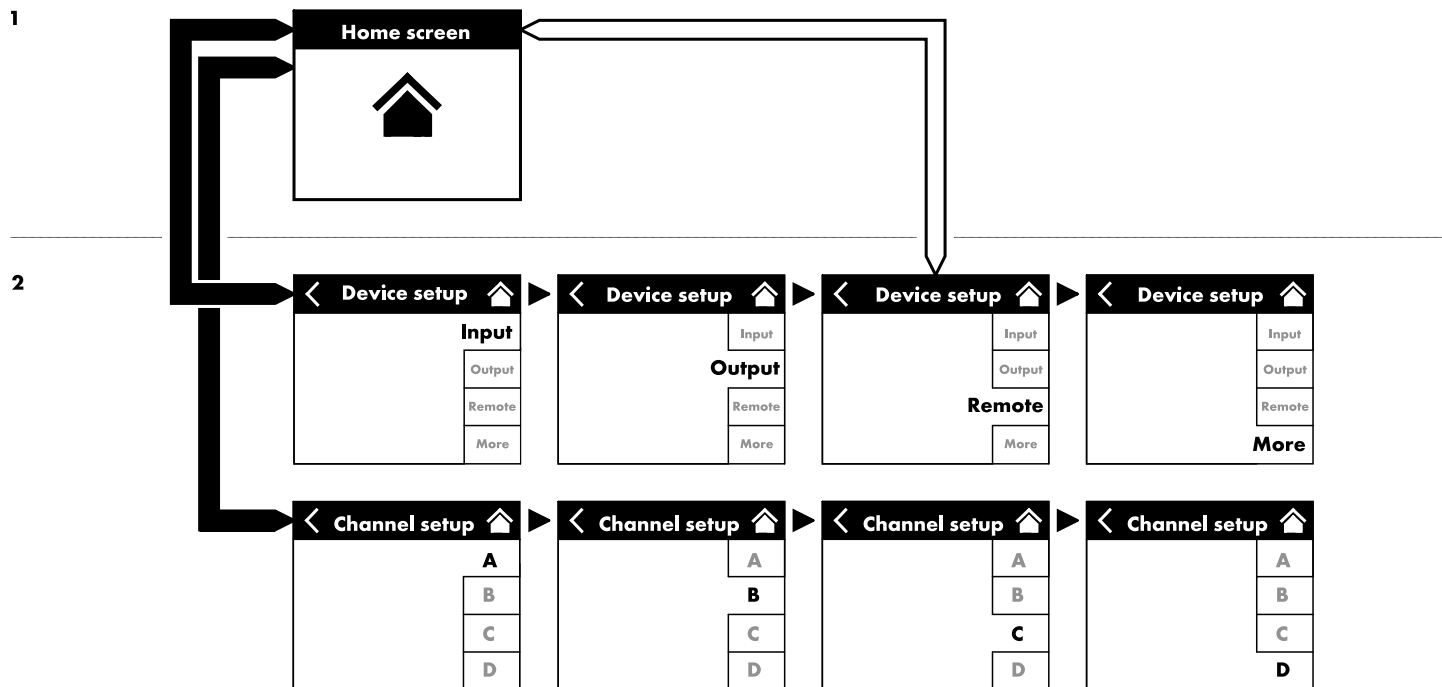 1
Home screen
2
Device setup
Input
Output
Remote
More
Device setup
Input
Output
Remote
More
Device setup
Input
Output
Remote
More
Device setup
Input
Output
Remote
More
Channel setup
A
B
C
D
Channel setup
A
B
C
D
Channel setup
A
B
C
D
Channel setup
A
B
C
D